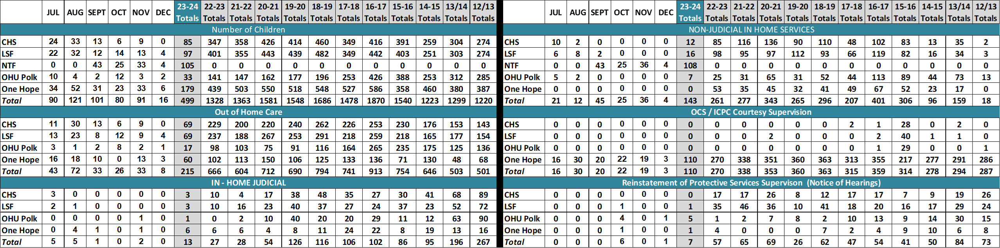 JUL AUG SEPT OCT NOV DEC 23-24 Totals 22-23 Totals 21-22 Totals 20-21 Totals 19-20 Totals 18-19 Totals 17-18 Totals 16-17 Totals 15-16 Totals 14-15 Totals 13/14 Totals 12/13 Totals
Number of Children
CHS 24 33 13 6 9 0 85 347 358 426 414 460 349 416 391 259 304 274
LSF 22 32 12 14 13 4 97 401 355 443 439 482 349 442 403 251 303 274
NTF 0 0 43 25 33 4 105 0 0 0 0 0 0 0 0 0 0 0
OHU Polk 10 4 2 12 3 2 33 141 147 162 177 196 253 426 388 253 312 285
One Hope 34 52 31 23 33 6 179 439 503 550 518 548 527 586 358 460 380 387
Total 90 121 101 80 91 16 499 1328 1363 1581 1548 1686 1478 1870 1540 1223 1299 1220
Out of Home Care
CHS 11 30 13 6 9 0 69 229 200 220 240 262 226 253 230 176 153 143
LSF 13 23 8 12 9 4 69 237 188 267 253 291 218 259 218 165 177 154
OHU Polk 3 1 2 8 2 1 17 98 103 75 91 116 164 265 235 175 125 136
One Hope 16 18 10 0 13 3 60 102 113 150 106 125 133 136 71 130 48 68
Total 43 72 33 26 33 8 215 666 604 712 690 794 741 913 754 646 503 501
IN - HOME JUDICIAL
CHS 3 0 0 0 0 0 3 10 4 17 38 48 35 27 30 41 68 89
LSF 2 1 0 0 0 0 3 10 16 23 40 37 27 24 37 23 52 72
OHU Polk 0 0 0 0 1 0 1 0 2 10 40 20 20 29 11 12 63 90
One Hope 0 4 1 0 1 0 6 6 6 4 8 11 24 22 8 19 13 16
Total 5 5 1 0 2 0 13 27 28 54 126 116 106 102 86 95 196 267
JUL AUG SEPT OCT NOV DEC 23-24 Totals 22-23 Totals 21-22 Totals 20-21 Totals 19-20 Totals 18-19 Totals 17-18 Totals 16-17 Totals 15-16 Totals 14-15 Totals 13/14 Totals 12/13 Totals
NON-JUDICIAL IN HOME SERVICES
CHS 10 2 0 0 0 0 12 85 116 136 90 110 48 102 83 13 35 2
LSF 6 8 2 0 0 0 16 98 95 97 112 93 66 119 82 16 34 3
NTF 0 0 43 25 36 4 108 0 0 0 0 0 0 0 0 0 0 0
OHU Polk 5 2 0 0 0 0 7 25 31 65 31 52 44 113 89 44 73 13
One Hope 0 0 0 0 0 0 0 53 35 45 32 41 49 67 52 23 17 0
Total 21 12 45 25 36 4 143 261 277 343 265 296 207 401 306 96 159 18
OCS / ICPC Courtesy Supervision
CHS 0 0 0 0 0 0 0 0 0 0 0 0 2 1 28 0 2 0
LSF 0 0 0 0 0 0 0 0 0 2 0 0 0 2 40 1 1 0
OHU Polk 0 0 0 0 0 0 0 0 0 0 0 0 0 1 29 0 0 1
One Hope 16 30 20 22 19 3 110 270 338 351 360 363 313 355 217 277 291 286
Total 16 30 20 22 19 3 110 270 338 353 360 363 315 359 314 278 294 287
Reinstatement of Protective Services Supervison (Notice of Hearings)
CHS 0 0 0 0 0 0 0 17 17 26 8 12 17 17 7 9 19 26
LSF 0 0 0 1 0 0 1 35 46 36 10 41 18 20 16 17 29 24
OHU Polk 0 0 0 4 0 1 5 1 2 7 8 2 10 13 9 14 30 15
One Hope 0 0 0 1 0 0 1 4 0 0 0 7 2 4 9 10 6 8
Total 0 0 0 6 0 1 7 57 65 69 26 62 47 54 41 50 84 73